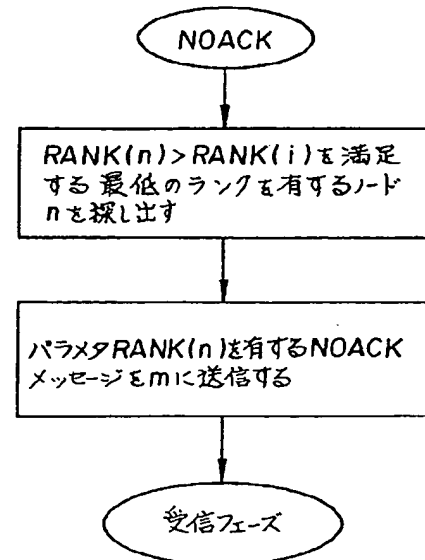 NOACK
RANK(n)>RANK(i)を満足
する最低のランクを有するノード
nを探し出す
パラメタRANK(n)を有するNOACK
メッセージをmに送信する
受信フェーズ